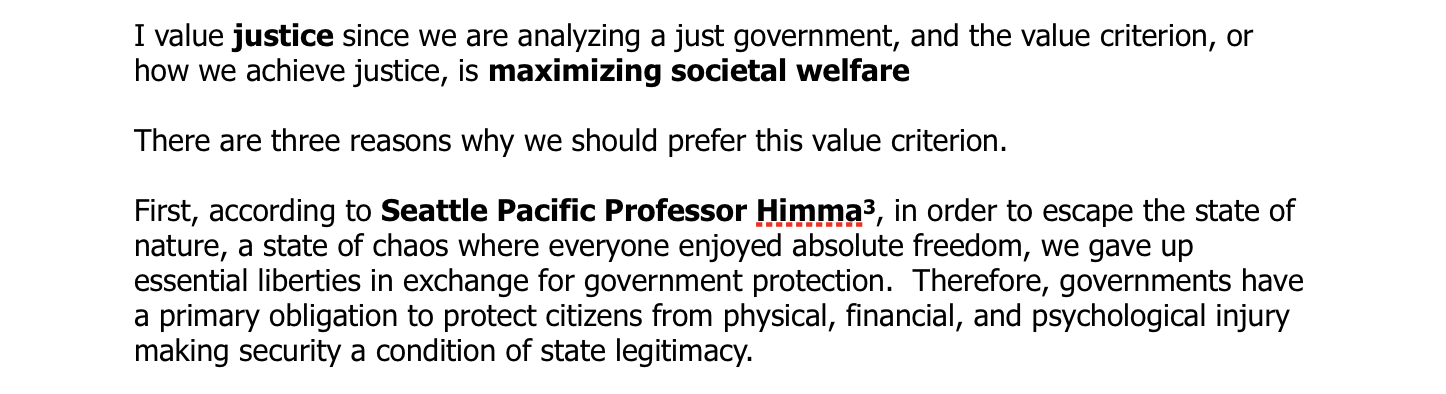 I value justice since we are analyzing a just government, and the value criterion, or
how we achieve justice, is maximizing societal welfare
There are three reasons why we should prefer this value criterion.
First, according to Seattle Pacific Professor Himma³, in order to escape the state of
nature, a state of chaos where everyone enjoyed absolute freedom, we gave up
essential liberties in exchange for government protection.  Therefore, governments have
a primary obligation to protect citizens from physical, financial, and psychological injury
making security a condition of state legitimacy.